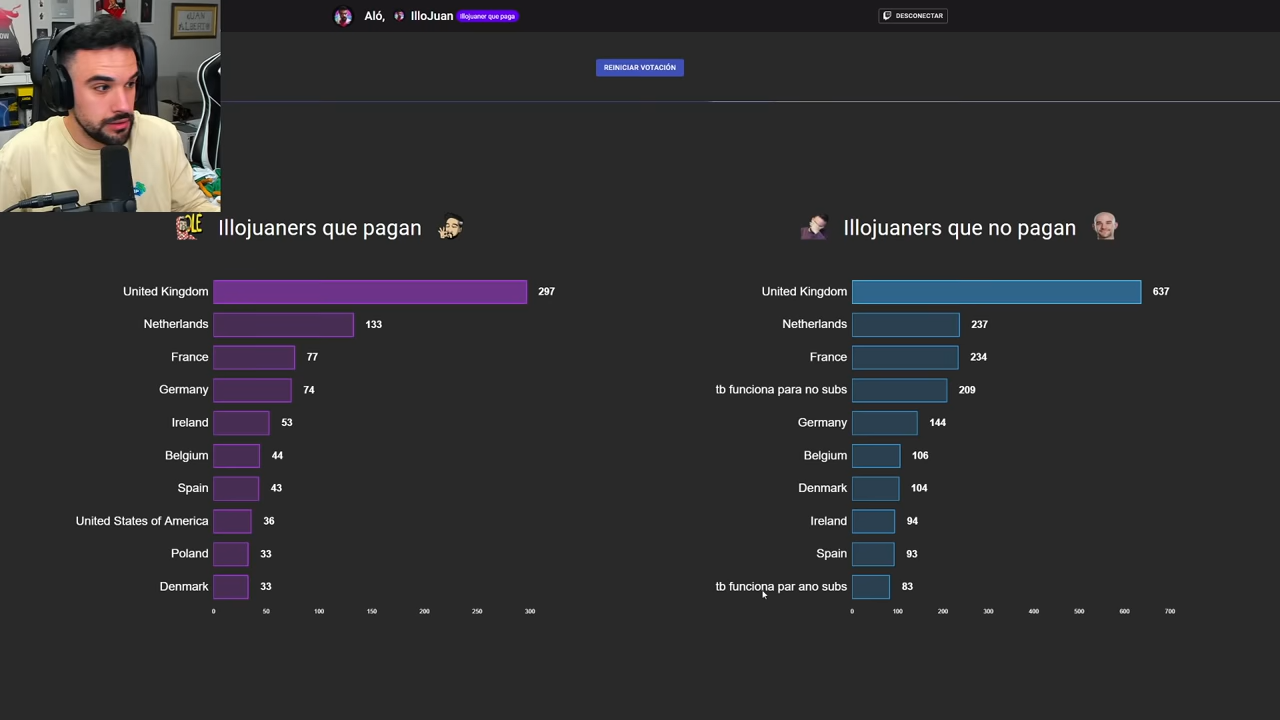 Aló, IlloJuan Illojuaner que paga
DESCONECTAR
REINICIAR VOTACIÓN
Illojuaners que pagan
United Kingdom 297
Netherlands 133
France 77
Germany 74
Ireland 53
Belgium 44
Spain 43
United States of America 36
Poland 33
Denmark 33
0 50 100 150 200 250 300
Illojuaners que no pagan
United Kingdom 637
Netherlands 237
France 234
tb funciona para no subs 209
Germany 144
Belgium 106
Denmark 104
Ireland 94
Spain 93
tb funciona par ano subs 83
0 100 200 300 400 500 600 700